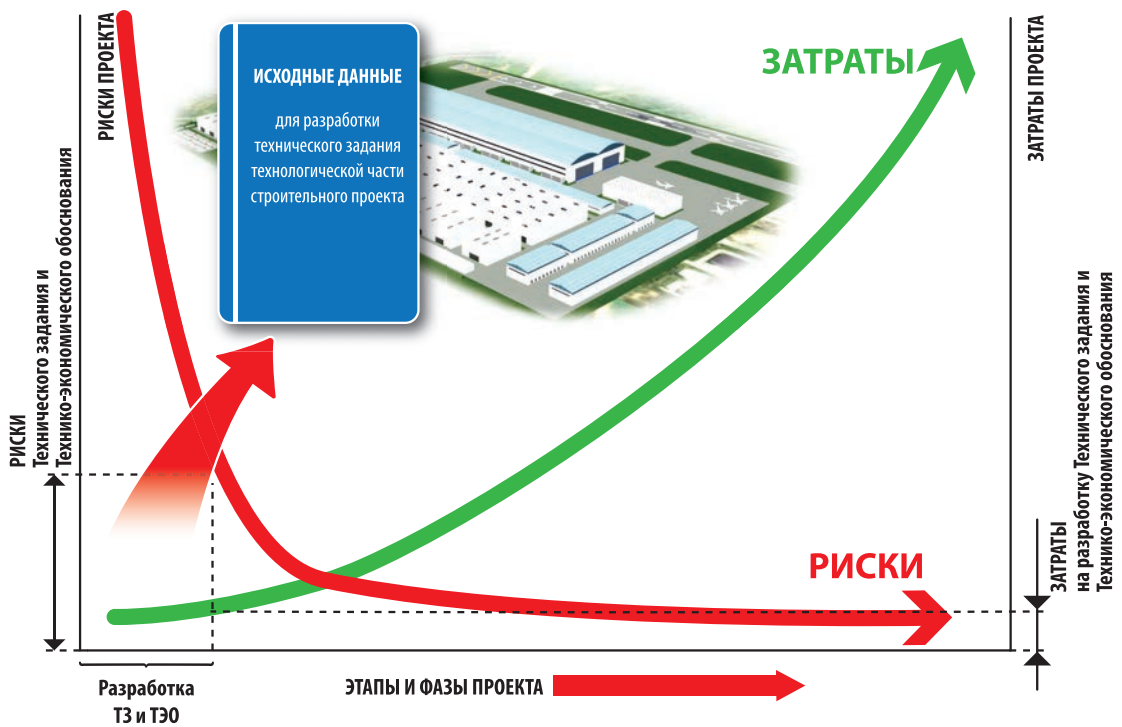 РИСКИ ПРОЕКТА
ИСХОДНЫЕ ДАННЫЕ
для разработки
технического задания
технологической части
строительного проекта
ЗАТРАТЫ
ЗАТРАТЫ ПРОЕКТА
РИСКИ
Технического задания и
Технико-экономического обоснования
РИСКИ
ЗАТРАТЫ
на разработку Технического задания и
Технико-экономического обоснования
Разработка
ТЗ и ТЭО
ЭТАПЫ И ФАЗЫ ПРОЕКТА